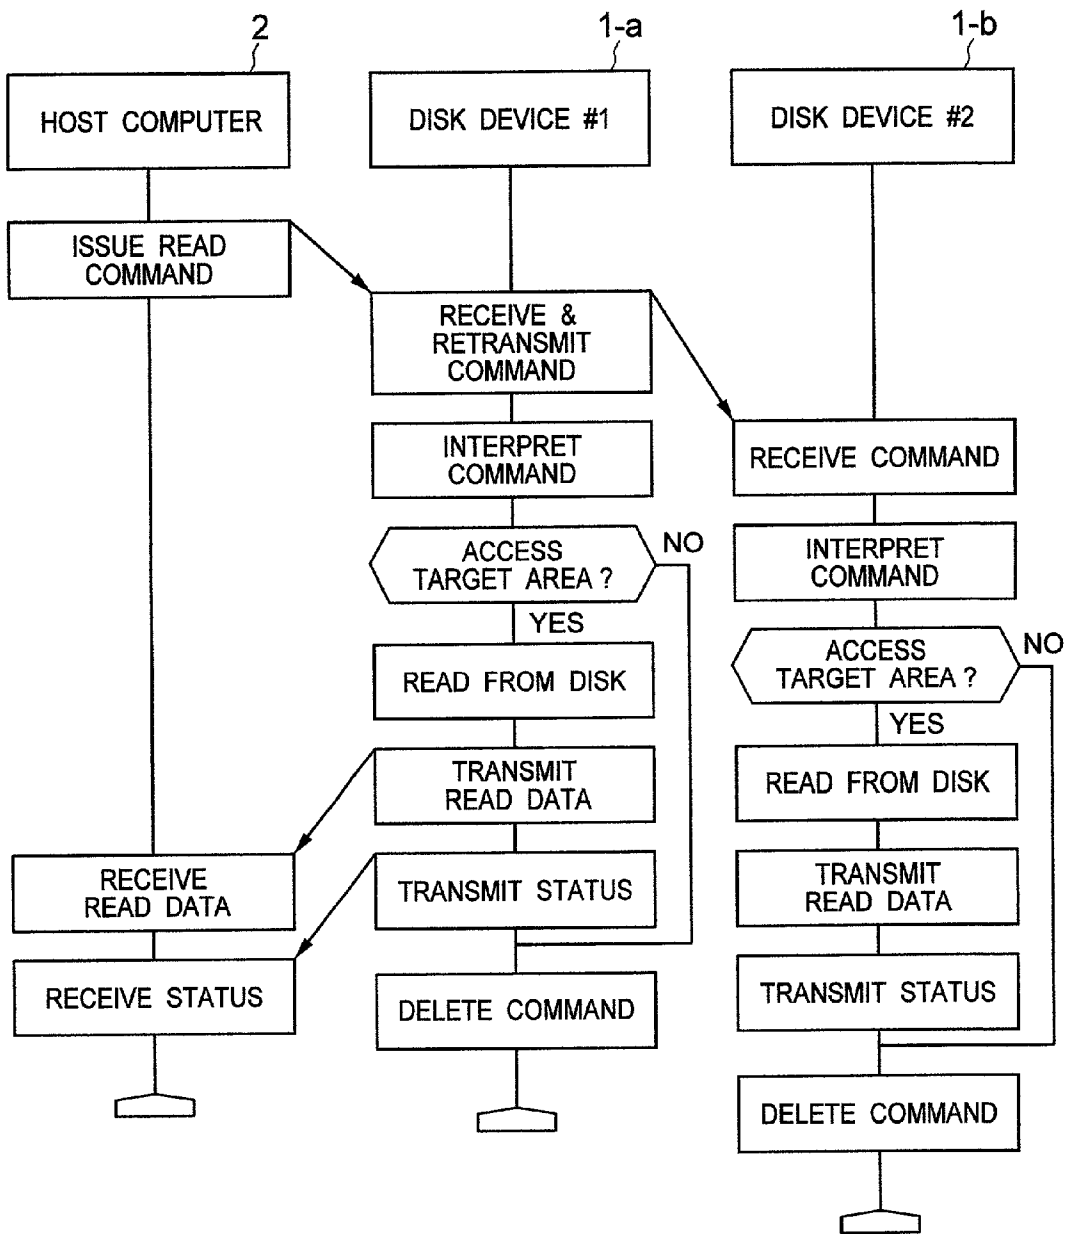 2
1-a
1-b
HOST COMPUTER
DISK DEVICE #1
DISK DEVICE #2
ISSUE READ
COMMAND
RECEIVE &
RETRANSMIT
COMMAND
INTERPRET
COMMAND
RECEIVE COMMAND
ACCESS
TARGET AREA ?
NO
YES
INTERPRET
COMMAND
READ FROM DISK
ACCESS
TARGET AREA ?
NO
YES
TRANSMIT
READ DATA
READ FROM DISK
RECEIVE
READ DATA
TRANSMIT STATUS
TRANSMIT
READ DATA
RECEIVE STATUS
DELETE COMMAND
TRANSMIT STATUS
DELETE COMMAND